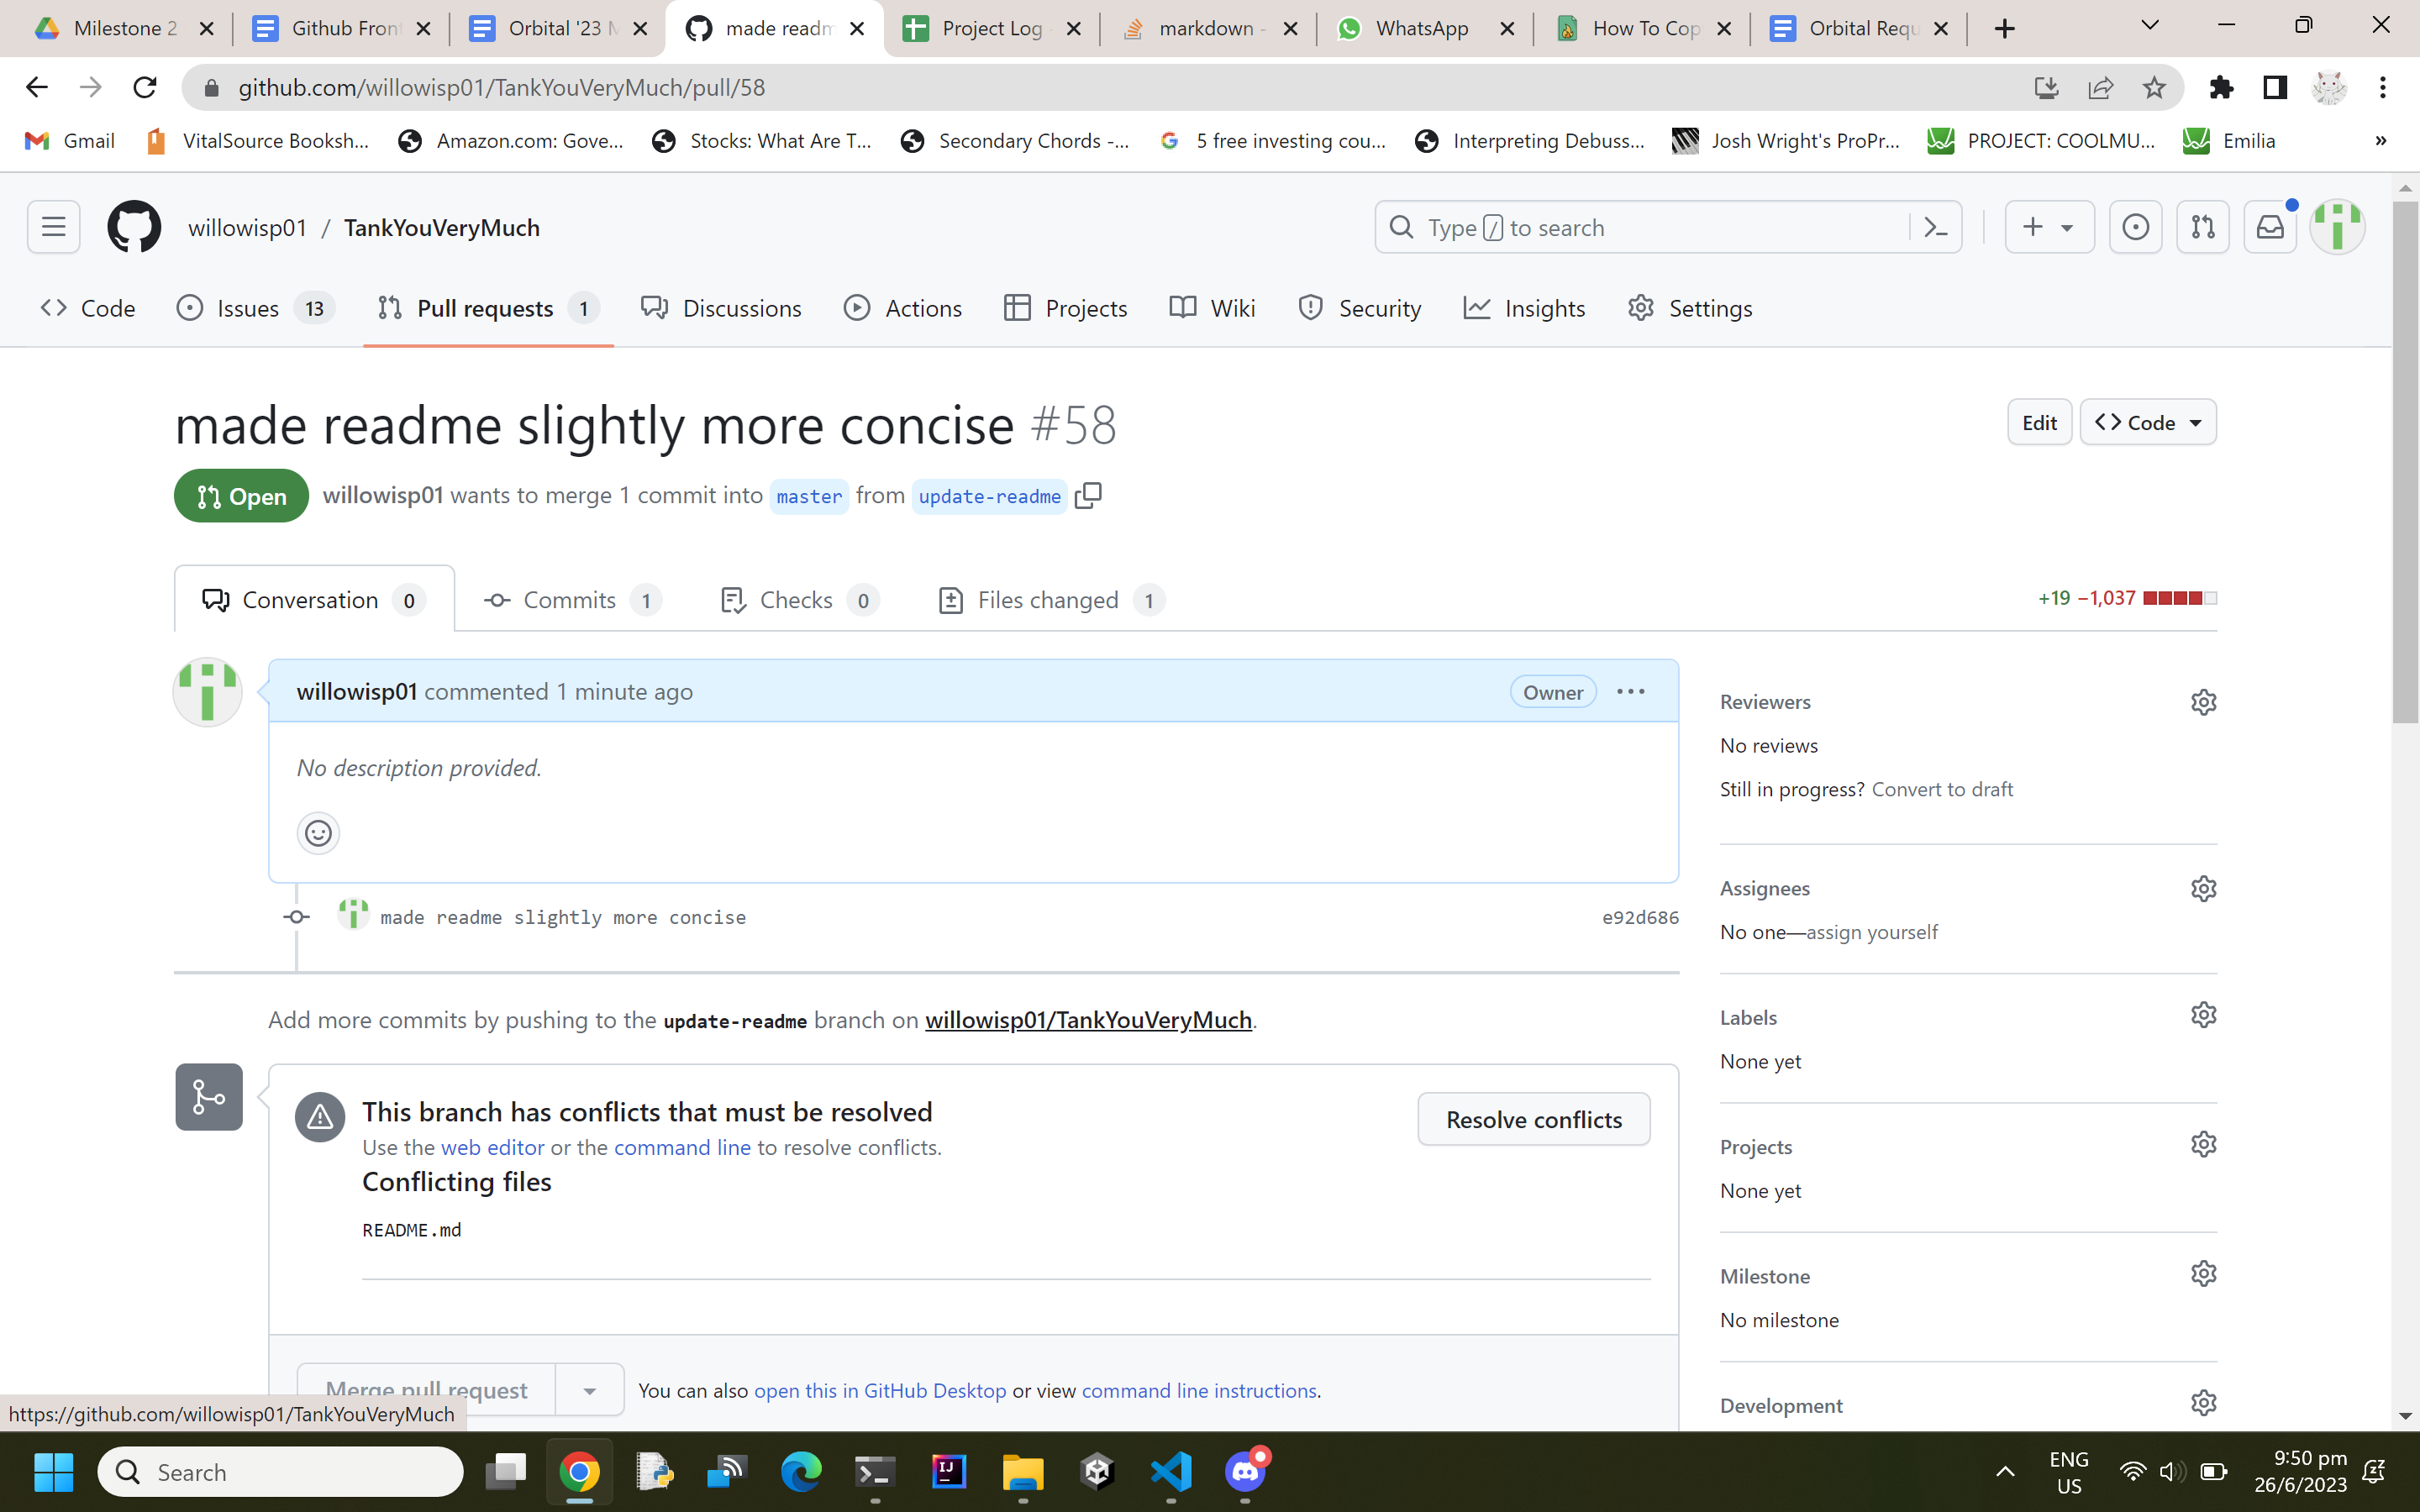 Milestone 2
Github Fron
Orbital '23 M
made readm
Project Log
markdown -
WhatsApp
How To Cop
Orbital Requ
github.com/willowisp01/TankYouVeryMuch/pull/58
Gmail
VitalSource Booksh...
Amazon.com: Gove...
Stocks: What Are T...
Secondary Chords -...
5 free investing cou...
Interpreting Debuss...
Josh Wright's ProPr...
PROJECT: COOLMU...
Emilia
»
willowisp01 / TankYouVeryMuch
Type / to search
Code
Issues 13
Pull requests 1
Discussions
Actions
Projects
Wiki
Security
Insights
Settings
made readme slightly more concise #58
Edit
Code
Open
willowisp01 wants to merge 1 commit into master from update-readme
Conversation 0
Commits 1
Checks 0
Files changed 1
+19 −1,037
willowisp01 commented 1 minute ago
Owner
No description provided.
made readme slightly more concise
e92d686
Add more commits by pushing to the update-readme branch on willowisp01/TankYouVeryMuch.
This branch has conflicts that must be resolved
Use the web editor or the command line to resolve conflicts.
Resolve conflicts
Conflicting files
README.md
Merge pull request
You can also open this in GitHub Desktop or view command line instructions.
Reviewers
No reviews
Still in progress? Convert to draft
Assignees
No one—assign yourself
Labels
None yet
Projects
None yet
Milestone
No milestone
Development
https://github.com/willowisp01/TankYouVeryMuch
Search
IJ
ENG
US
9:50 pm
26/6/2023